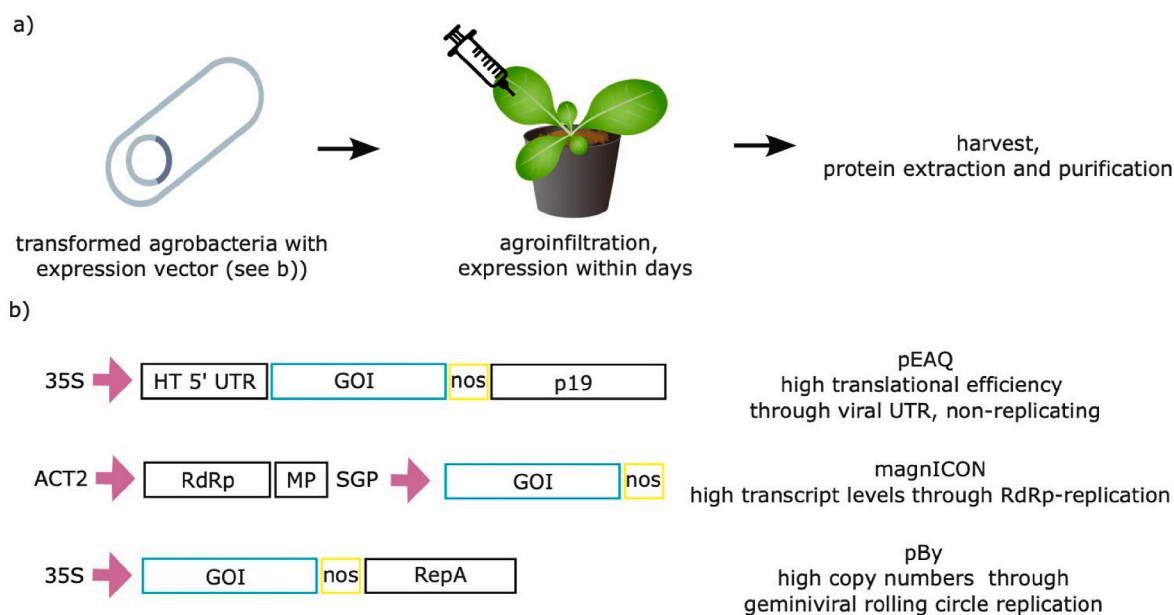 a)
transformed agrobacteria with
expression vector (see b))
agroinfiltration,
expression within days
harvest,
protein extraction and purification
b)
35S HT 5' UTR GOI nos p19
pEAQ
high translational efficiency
through viral UTR, non-replicating
ACT2 RdRp MP SGP GOI nos
magnICON
high transcript levels through RdRp-replication
35S GOI nos RepA
pBy
high copy numbers through
geminiviral rolling circle replication